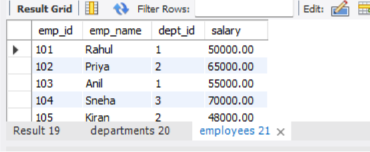 Result Grid Filter Rows: Edit:
emp_id emp_name dept_id salary
101 Rahul 1 50000.00
102 Priya 2 65000.00
103 Anil 1 55000.00
104 Sneha 3 70000.00
105 Kiran 2 48000.00
Result 19 departments 20 employees 21 ×